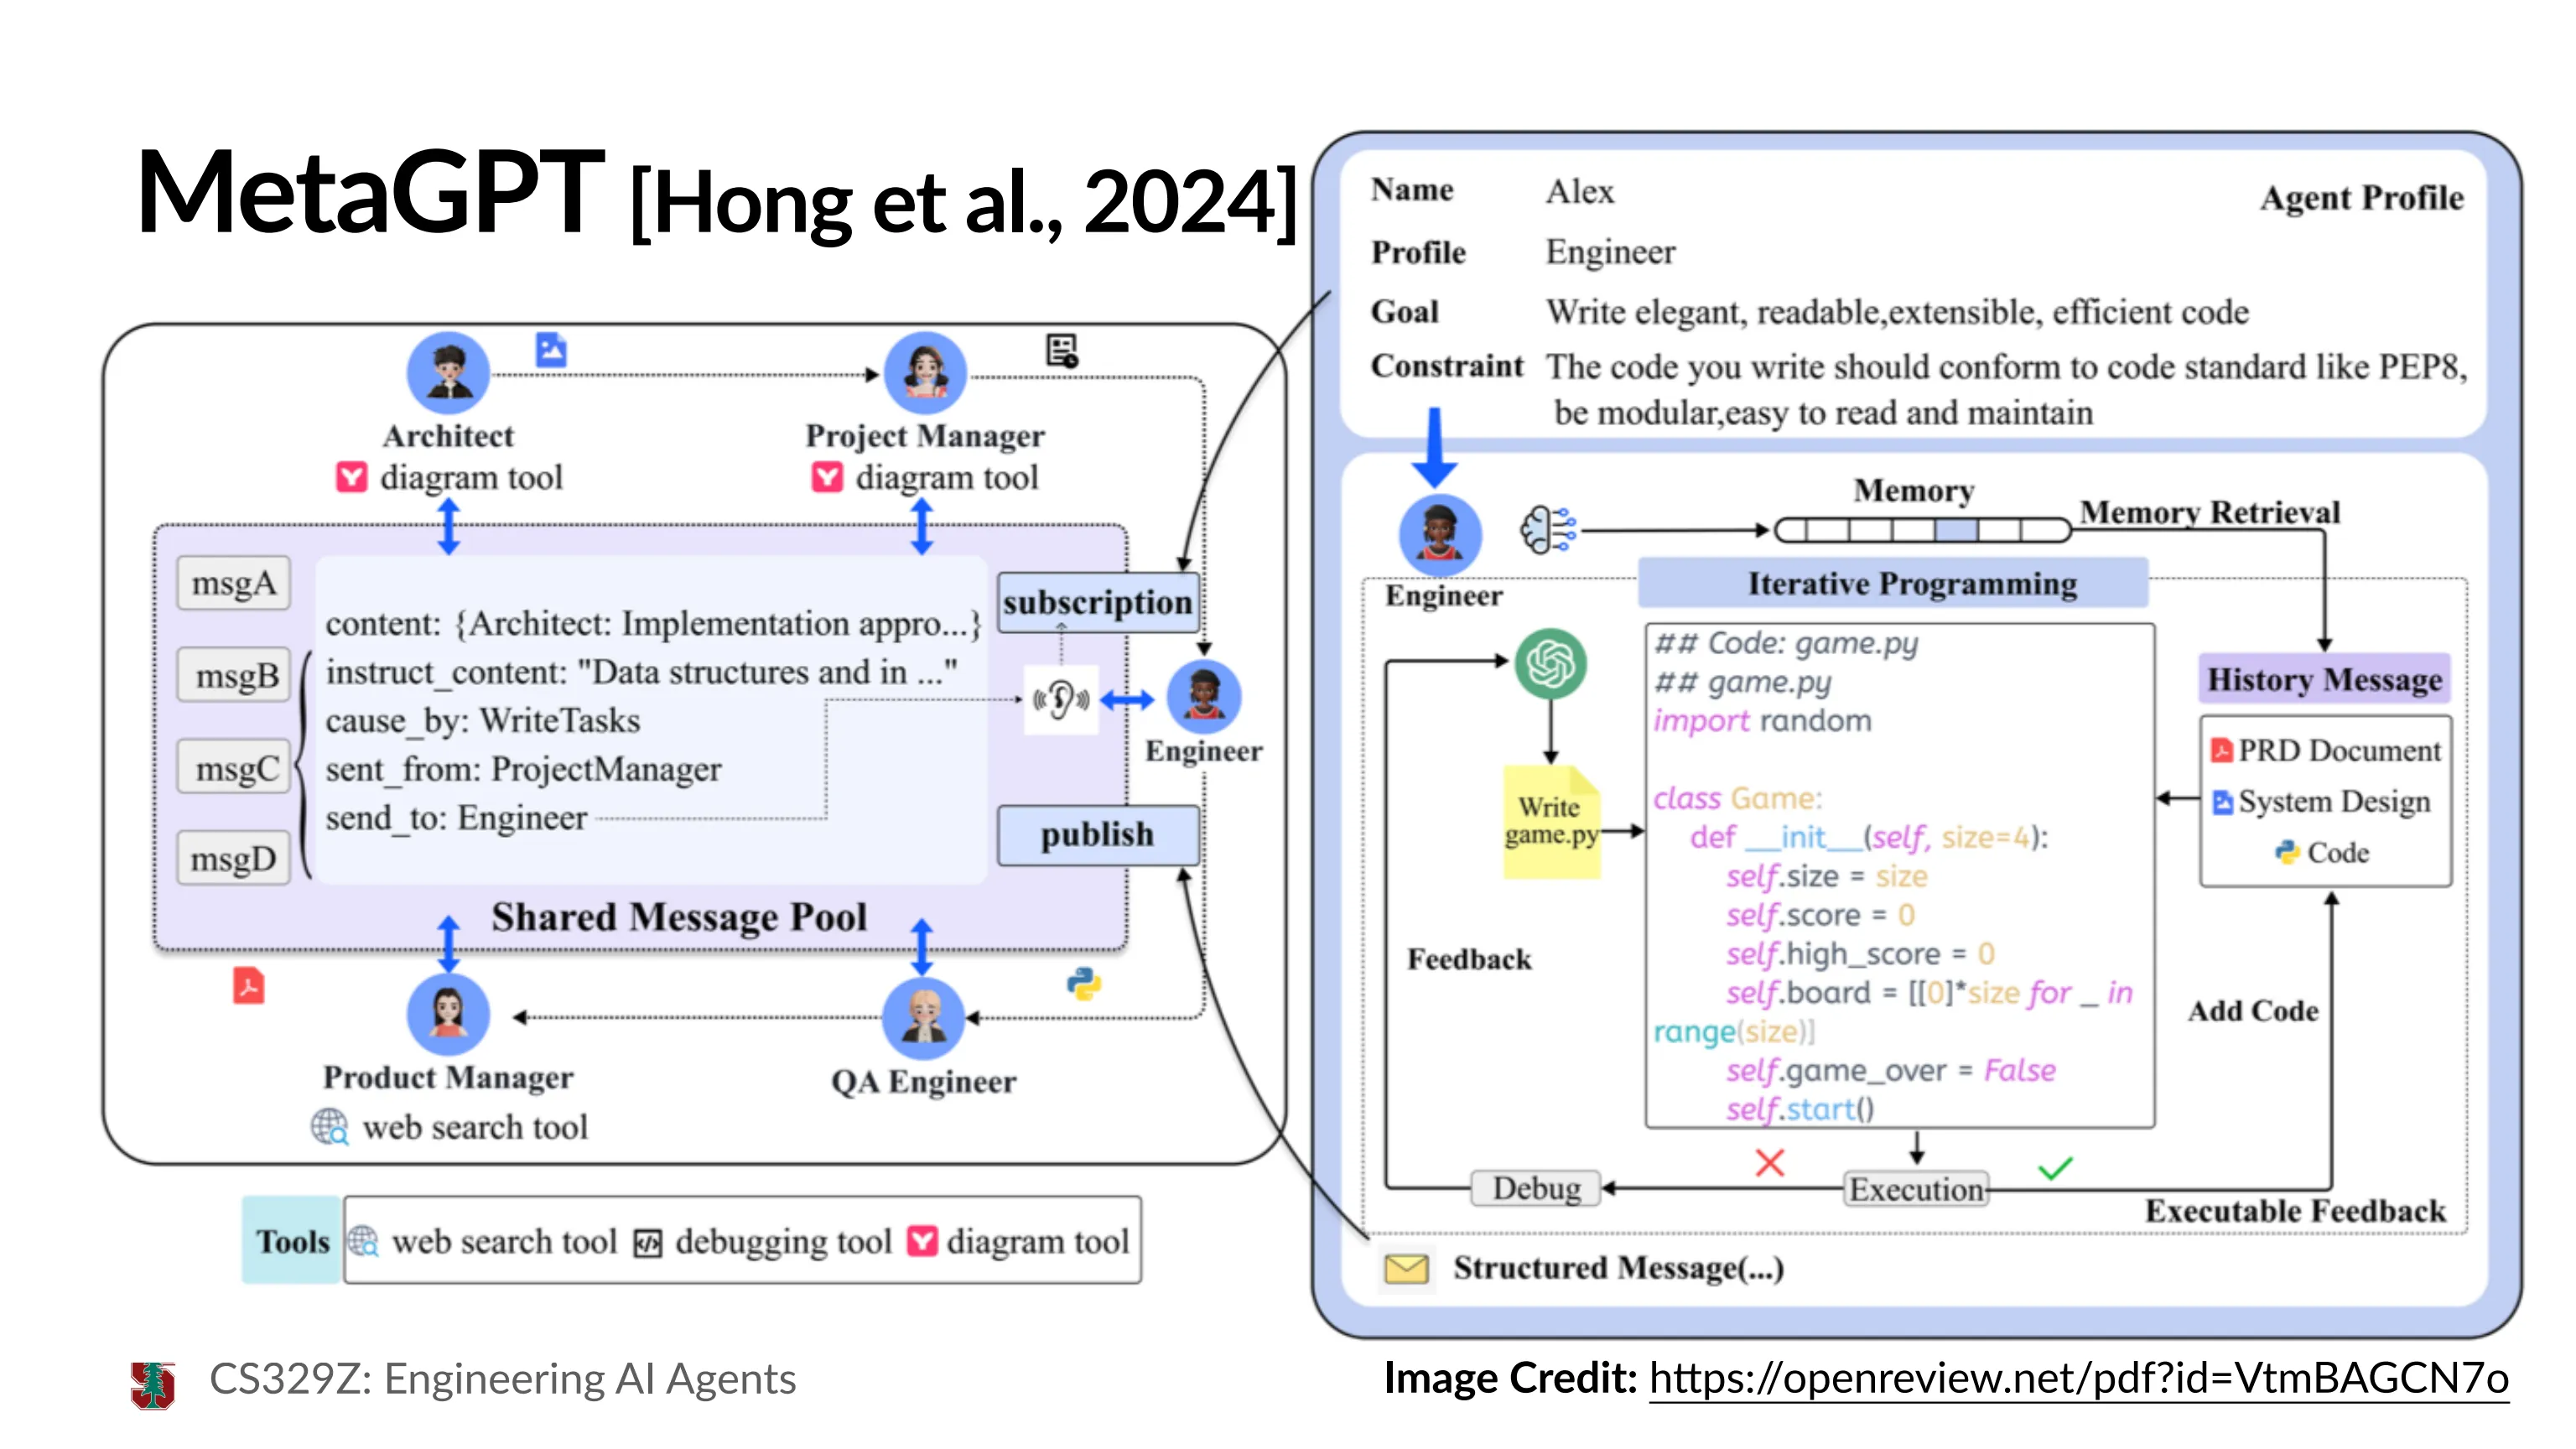 MetaGPT [Hong et al., 2024]
Architect
diagram tool
Project Manager
diagram tool
msgA
msgB
msgC
msgD
content: {Architect: Implementation appro...}
instruct_content: "Data structures and in ..."
cause_by: WriteTasks
sent_from: ProjectManager
send_to: Engineer
subscription
Engineer
publish
Shared Message Pool
Product Manager
web search tool
QA Engineer
Tools
web search tool
debugging tool
diagram tool
Agent Profile
Name Alex
Profile Engineer
Goal Write elegant, readable,extensible, efficient code
Constraint The code you write should conform to code standard like PEP8,
be modular,easy to read and maintain
Engineer
Memory
Memory Retrieval
Iterative Programming
Write
game.py
## Code: game.py
## game.py
import random
class Game:
def __init__(self, size=4):
self.size = size
self.score = 0
self.high_score = 0
self.board = [[0]*size for _ in
range(size)]
self.game_over = False
self.start()
History Message
PRD Document
System Design
Code
Feedback
Add Code
Debug
Execution
Executable Feedback
Structured Message(...)
CS329Z: Engineering AI Agents
Image Credit: https://openreview.net/pdf?id=VtmBAGCN7o